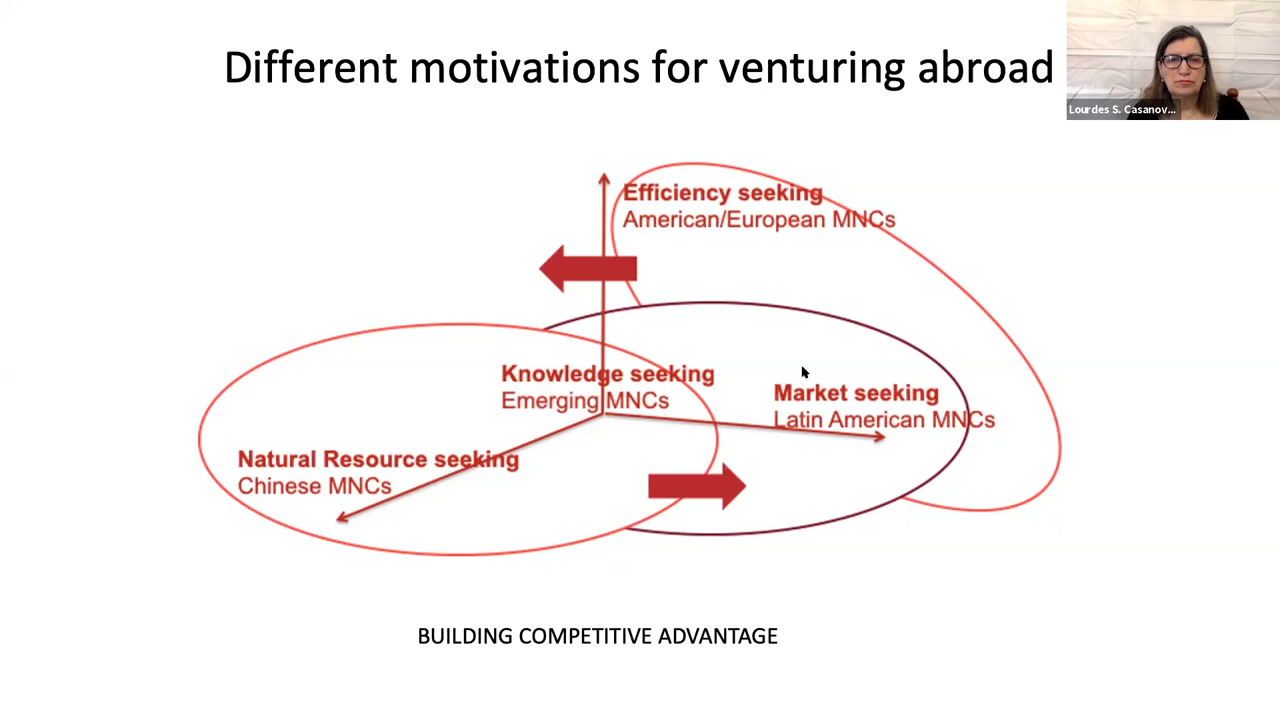 Different motivations for venturing abroad
Lourdes S. Casanov...
Efficiency seeking
American/European MNCs
Knowledge seeking
Emerging MNCs
Market seeking
Latin American MNCs
Natural Resource seeking
Chinese MNCs
BUILDING COMPETITIVE ADVANTAGE